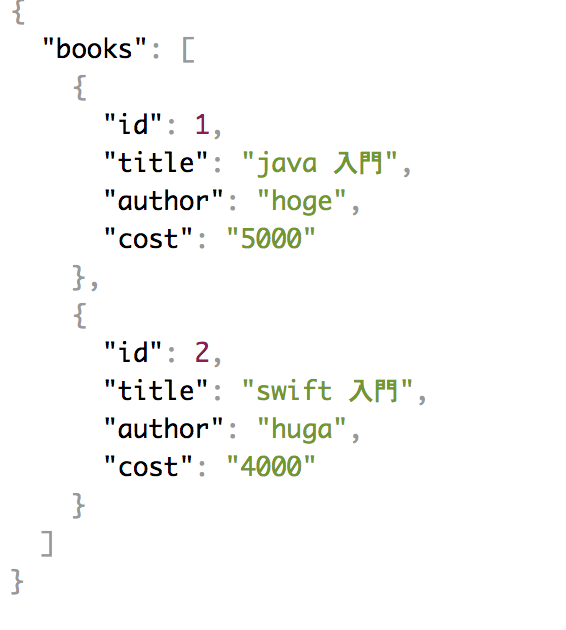 {
  "books": [
    {
      "id": 1,
      "title": "java 入門",
      "author": "hoge",
      "cost": "5000"
    },
    {
      "id": 2,
      "title": "swift 入門",
      "author": "huga",
      "cost": "4000"
    }
  ]
}